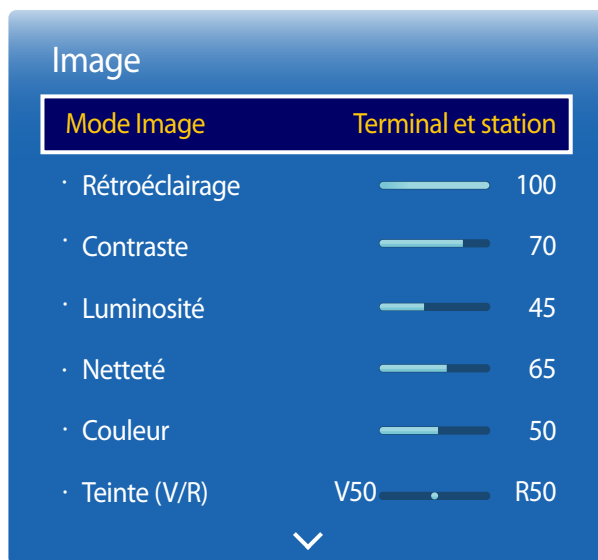 Image
Mode Image Terminal et station
· Rétroéclairage 100
· Contraste 70
· Luminosité 45
· Netteté 65
· Couleur 50
· Teinte (V/R) V50 R50